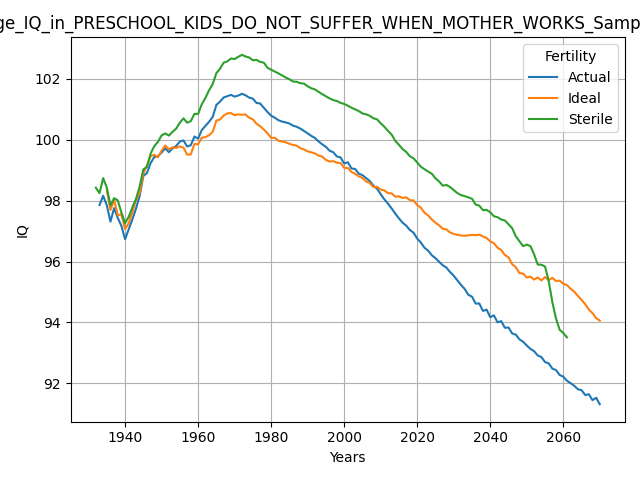 ge_IQ_in_PRESCHOOL_KIDS_DO_NOT_SUFFER_WHEN_MOTHER_WORKS_Samp
Fertility
Actual
Ideal
Sterile
IQ
102
100
98
96
94
92
1940 1960 1980 2000 2020 2040 2060
Years